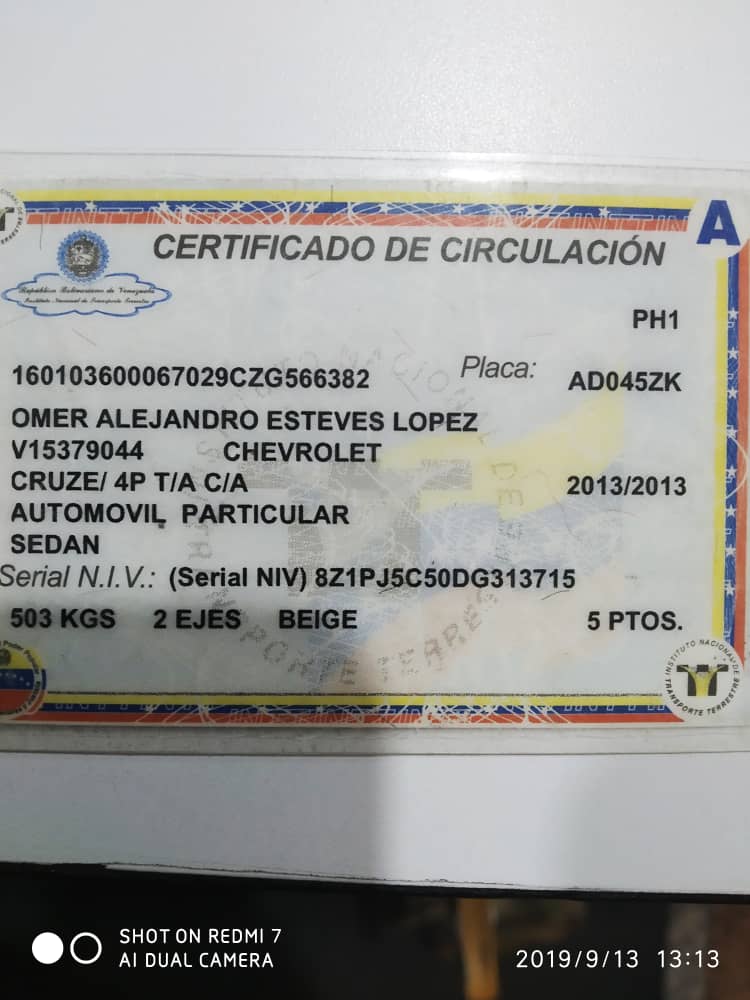 A
CERTIFICADO DE CIRCULACIÓN
República Bolivariana de Venezuela
Instituto Nacional de Transporte Terrestre
PH1
160103600067029CZG566382 Placa: AD045ZK
OMER ALEJANDRO ESTEVES LOPEZ
V15379044 CHEVROLET
CRUZE/ 4P T/A C/A 2013/2013
AUTOMOVIL PARTICULAR
SEDAN
Serial N.I.V.: (Serial NIV) 8Z1PJ5C50DG313715
503 KGS 2 EJES BEIGE 5 PTOS.
INSTITUTO NACIONAL DE
TRANSPORTE TERRESTRE
SHOT ON REDMI 7
AI DUAL CAMERA
2019/9/13 13:13